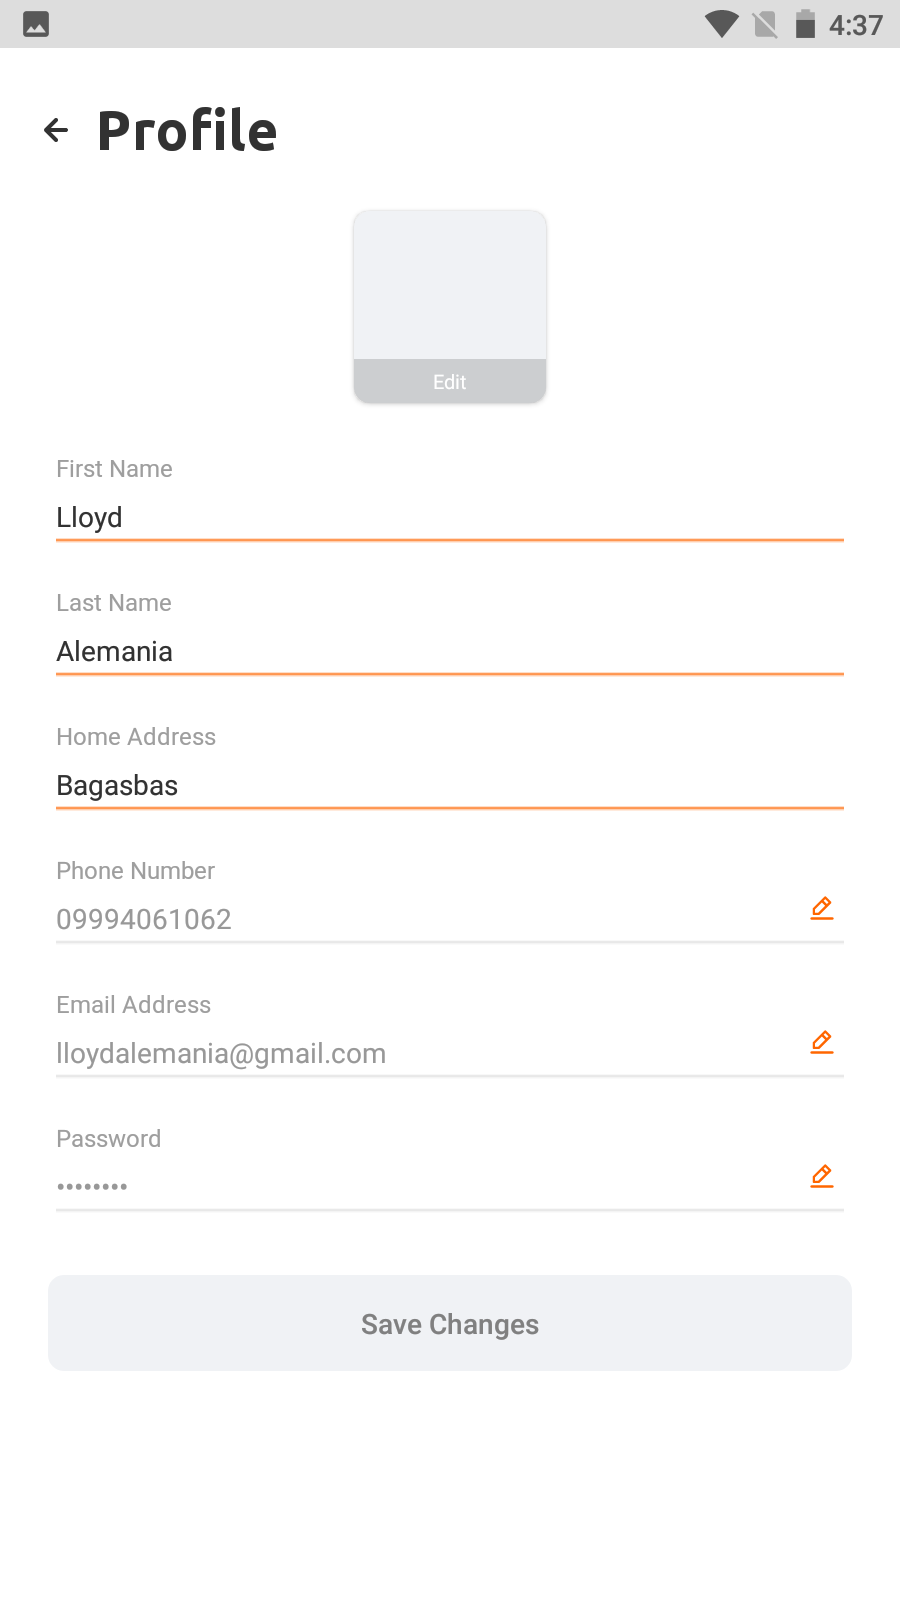 4:37
Profile
Edit
First Name
Lloyd
Last Name
Alemania
Home Address
Bagasbas
Phone Number
09994061062
Email Address
lloydalemania@gmail.com
Password
••••••••
Save Changes